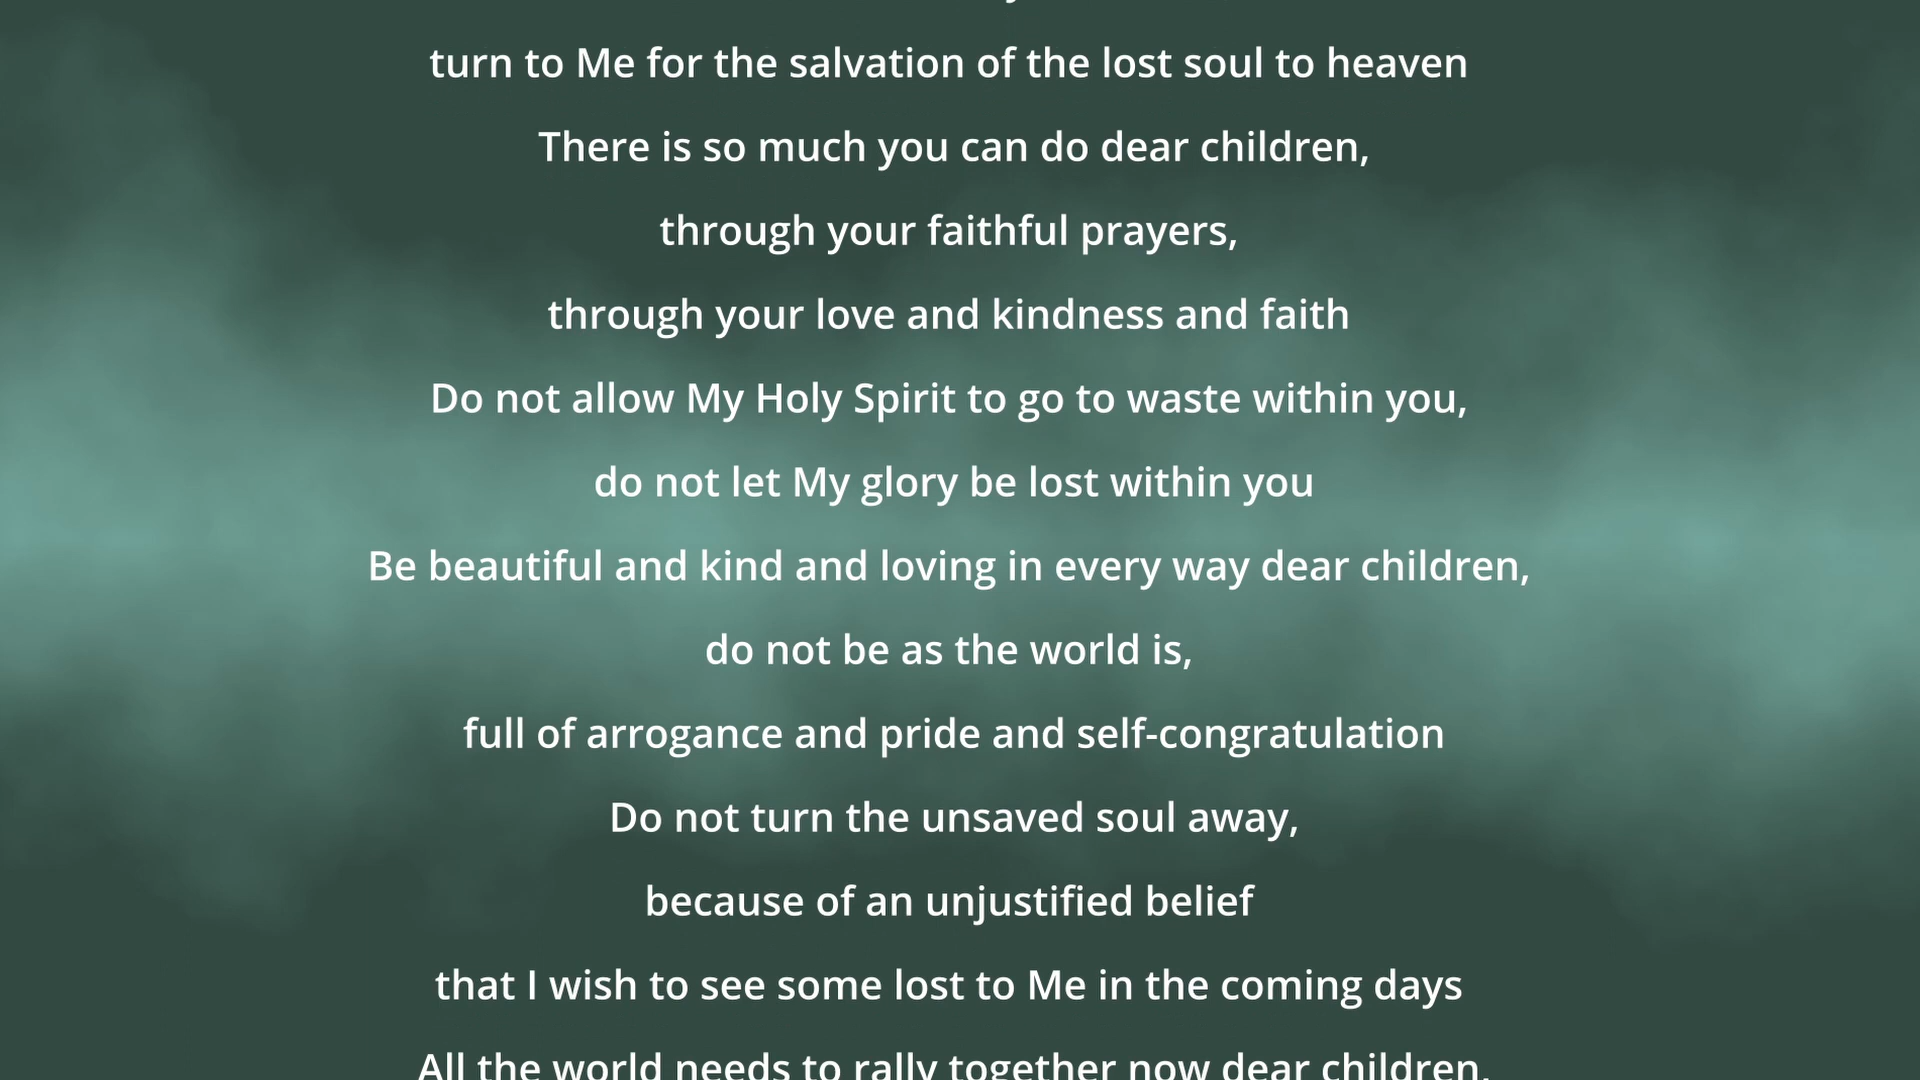 turn to Me for the salvation of the lost soul to heaven
There is so much you can do dear children,
through your faithful prayers,
through your love and kindness and faith
Do not allow My Holy Spirit to go to waste within you,
do not let My glory be lost within you
Be beautiful and kind and loving in every way dear children,
do not be as the world is,
full of arrogance and pride and self-congratulation
Do not turn the unsaved soul away,
because of an unjustified belief
that I wish to see some lost to Me in the coming days
All the world needs to rally together now dear children,